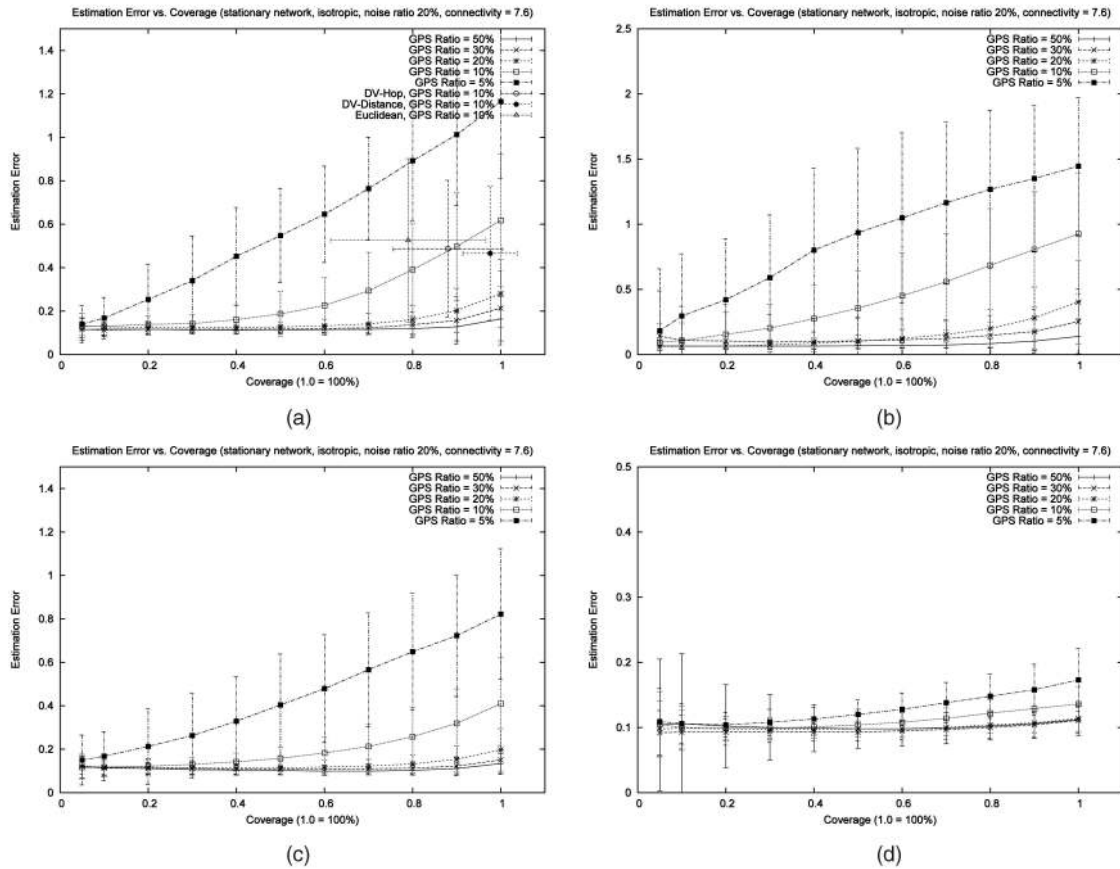 Estimation Error vs. Coverage (stationary network, isotropic, noise ratio 20%, connectivity = 7.6)
1.4
1.2
1
0.8
0.6
0.4
0.2
0
Estimation Error
GPS Ratio = 50%
GPS Ratio = 30%
GPS Ratio = 20%
GPS Ratio = 10%
GPS Ratio = 5%
DV-Hop, GPS Ratio = 10%
DV-Distance, GPS Ratio = 10%
Euclidean, GPS Ratio = 10%
0 0.2 0.4 0.6 0.8 1
Coverage (1.0 = 100%)
(a)
Estimation Error vs. Coverage (stationary network, isotropic, noise ratio 20%, connectivity = 7.6)
2.5
2
1.5
1
0.5
0
Estimation Error
GPS Ratio = 50%
GPS Ratio = 30%
GPS Ratio = 20%
GPS Ratio = 10%
GPS Ratio = 5%
0 0.2 0.4 0.6 0.8 1
Coverage (1.0 = 100%)
(b)
Estimation Error vs. Coverage (stationary network, isotropic, noise ratio 20%, connectivity = 7.6)
1.4
1.2
1
0.8
0.6
0.4
0.2
0
Estimation Error
GPS Ratio = 50%
GPS Ratio = 30%
GPS Ratio = 20%
GPS Ratio = 10%
GPS Ratio = 5%
0 0.2 0.4 0.6 0.8 1
Coverage (1.0 = 100%)
(c)
Estimation Error vs. Coverage (stationary network, isotropic, noise ratio 20%, connectivity = 7.6)
0.5
0.4
0.3
0.2
0.1
0
Estimation Error
GPS Ratio = 50%
GPS Ratio = 30%
GPS Ratio = 20%
GPS Ratio = 10%
GPS Ratio = 5%
0 0.2 0.4 0.6 0.8 1
Coverage (1.0 = 100%)
(d)